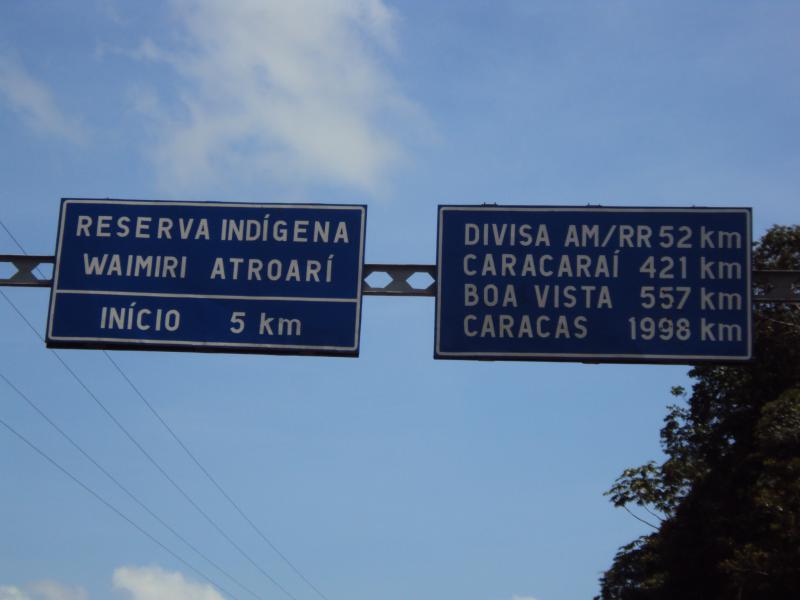 RESERVA INDÍGENA
WAIMIRI ATROARÍ
INÍCIO 5 km
DIVISA AM/RR 52 km
CARACARAÍ 421 km
BOA VISTA 557 km
CARACAS 1998 km